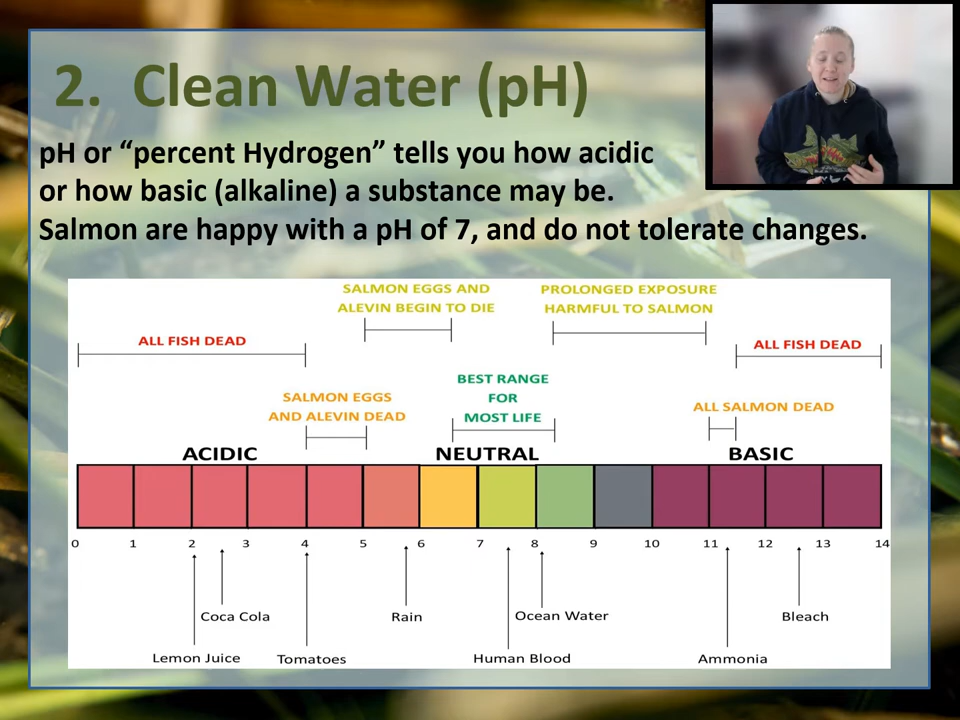 2. Clean Water (pH)
pH or “percent Hydrogen” tells you how acidic
or how basic (alkaline) a substance may be.
Salmon are happy with a pH of 7, and do not tolerate changes.
SALMON EGGS AND
ALEVIN BEGIN TO DIE
PROLONGED EXPOSURE
HARMFUL TO SALMON
ALL FISH DEAD
ALL FISH DEAD
SALMON EGGS
AND ALEVIN DEAD
BEST RANGE
FOR
MOST LIFE
ALL SALMON DEAD
ACIDIC
NEUTRAL
BASIC
0 1 2 3 4 5 6 7 8 9 10 11 12 13 14
Coca Cola
Rain
Ocean Water
Bleach
Lemon Juice
Tomatoes
Human Blood
Ammonia